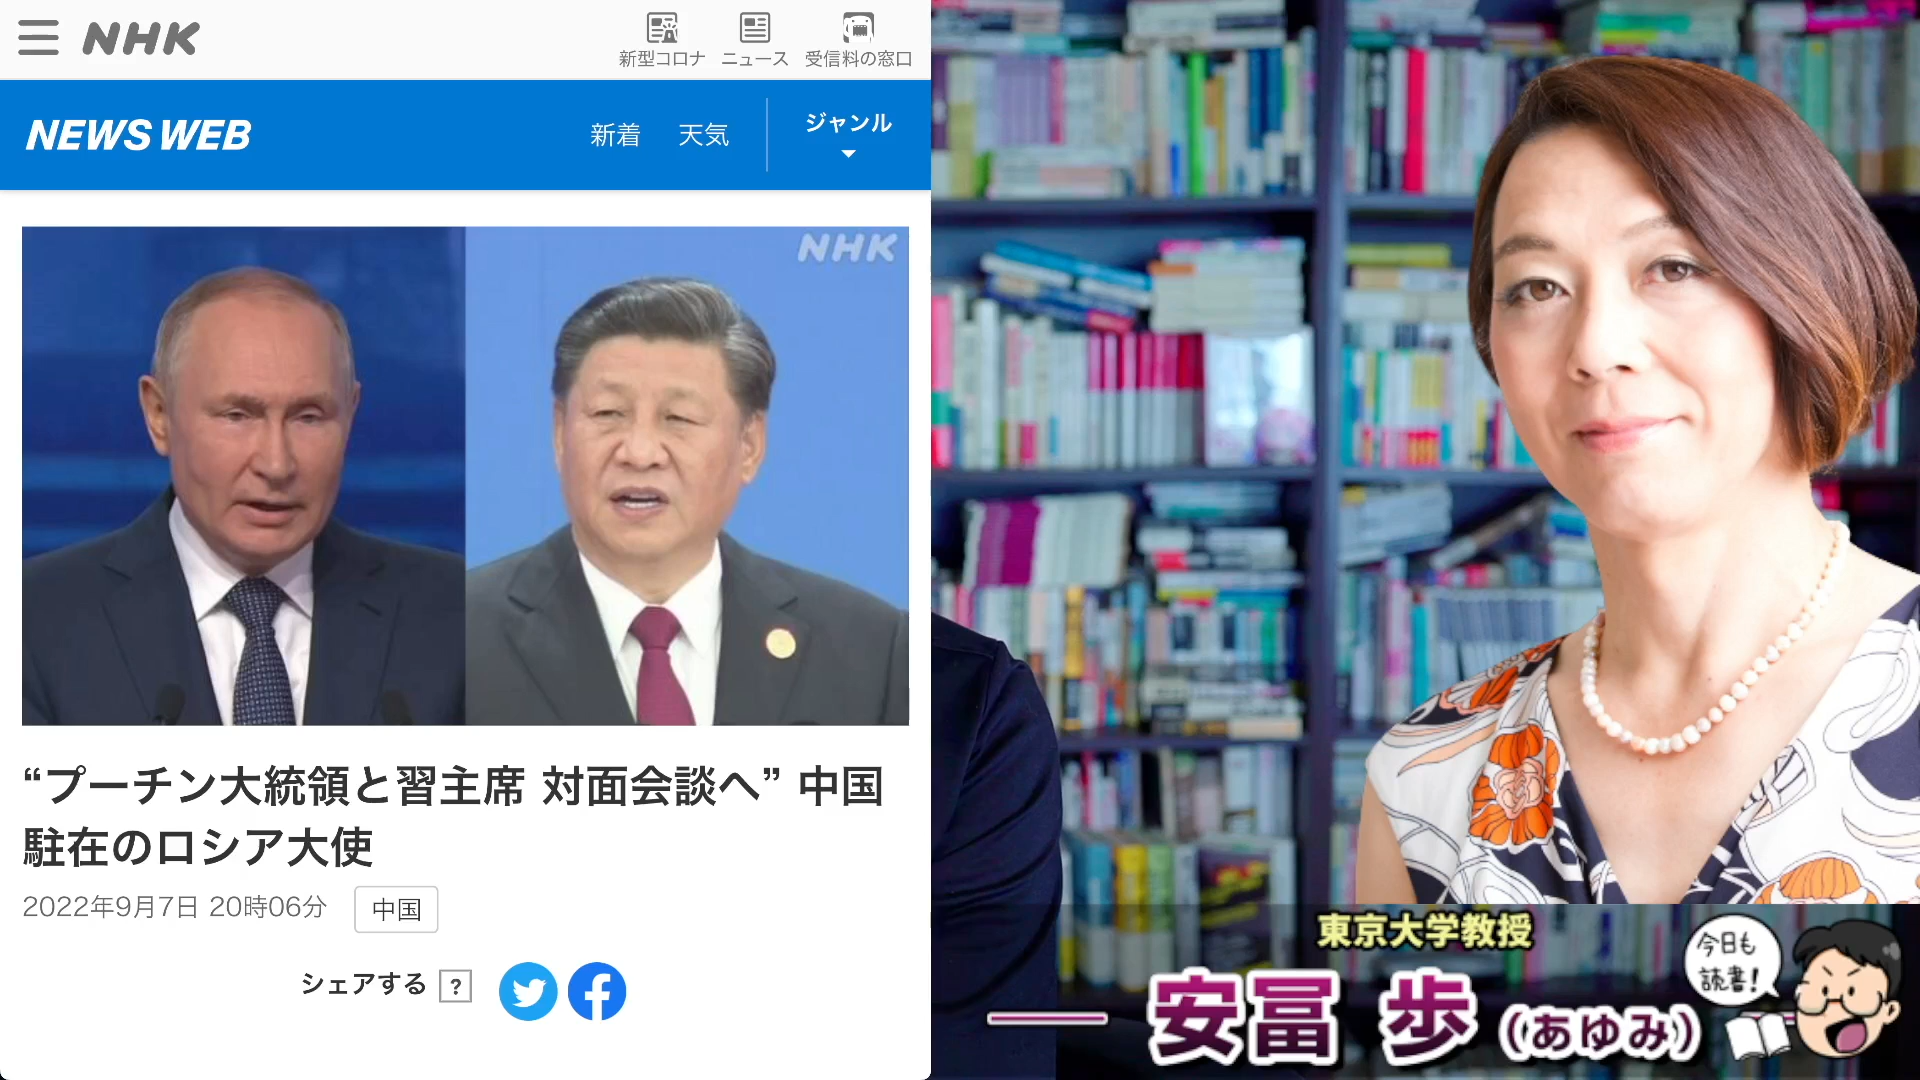 NHK
新型コロナ
ニュース
受信料の窓口
NEWS WEB
新着
天気
ジャンル
NHK
“プーチン大統領と習主席 対面会談へ” 中国
駐在のロシア大使
2022年9月7日 20時06分
中国
シェアする ?
東京大学教授
安冨 歩 (あゆみ)
今日も
読書!